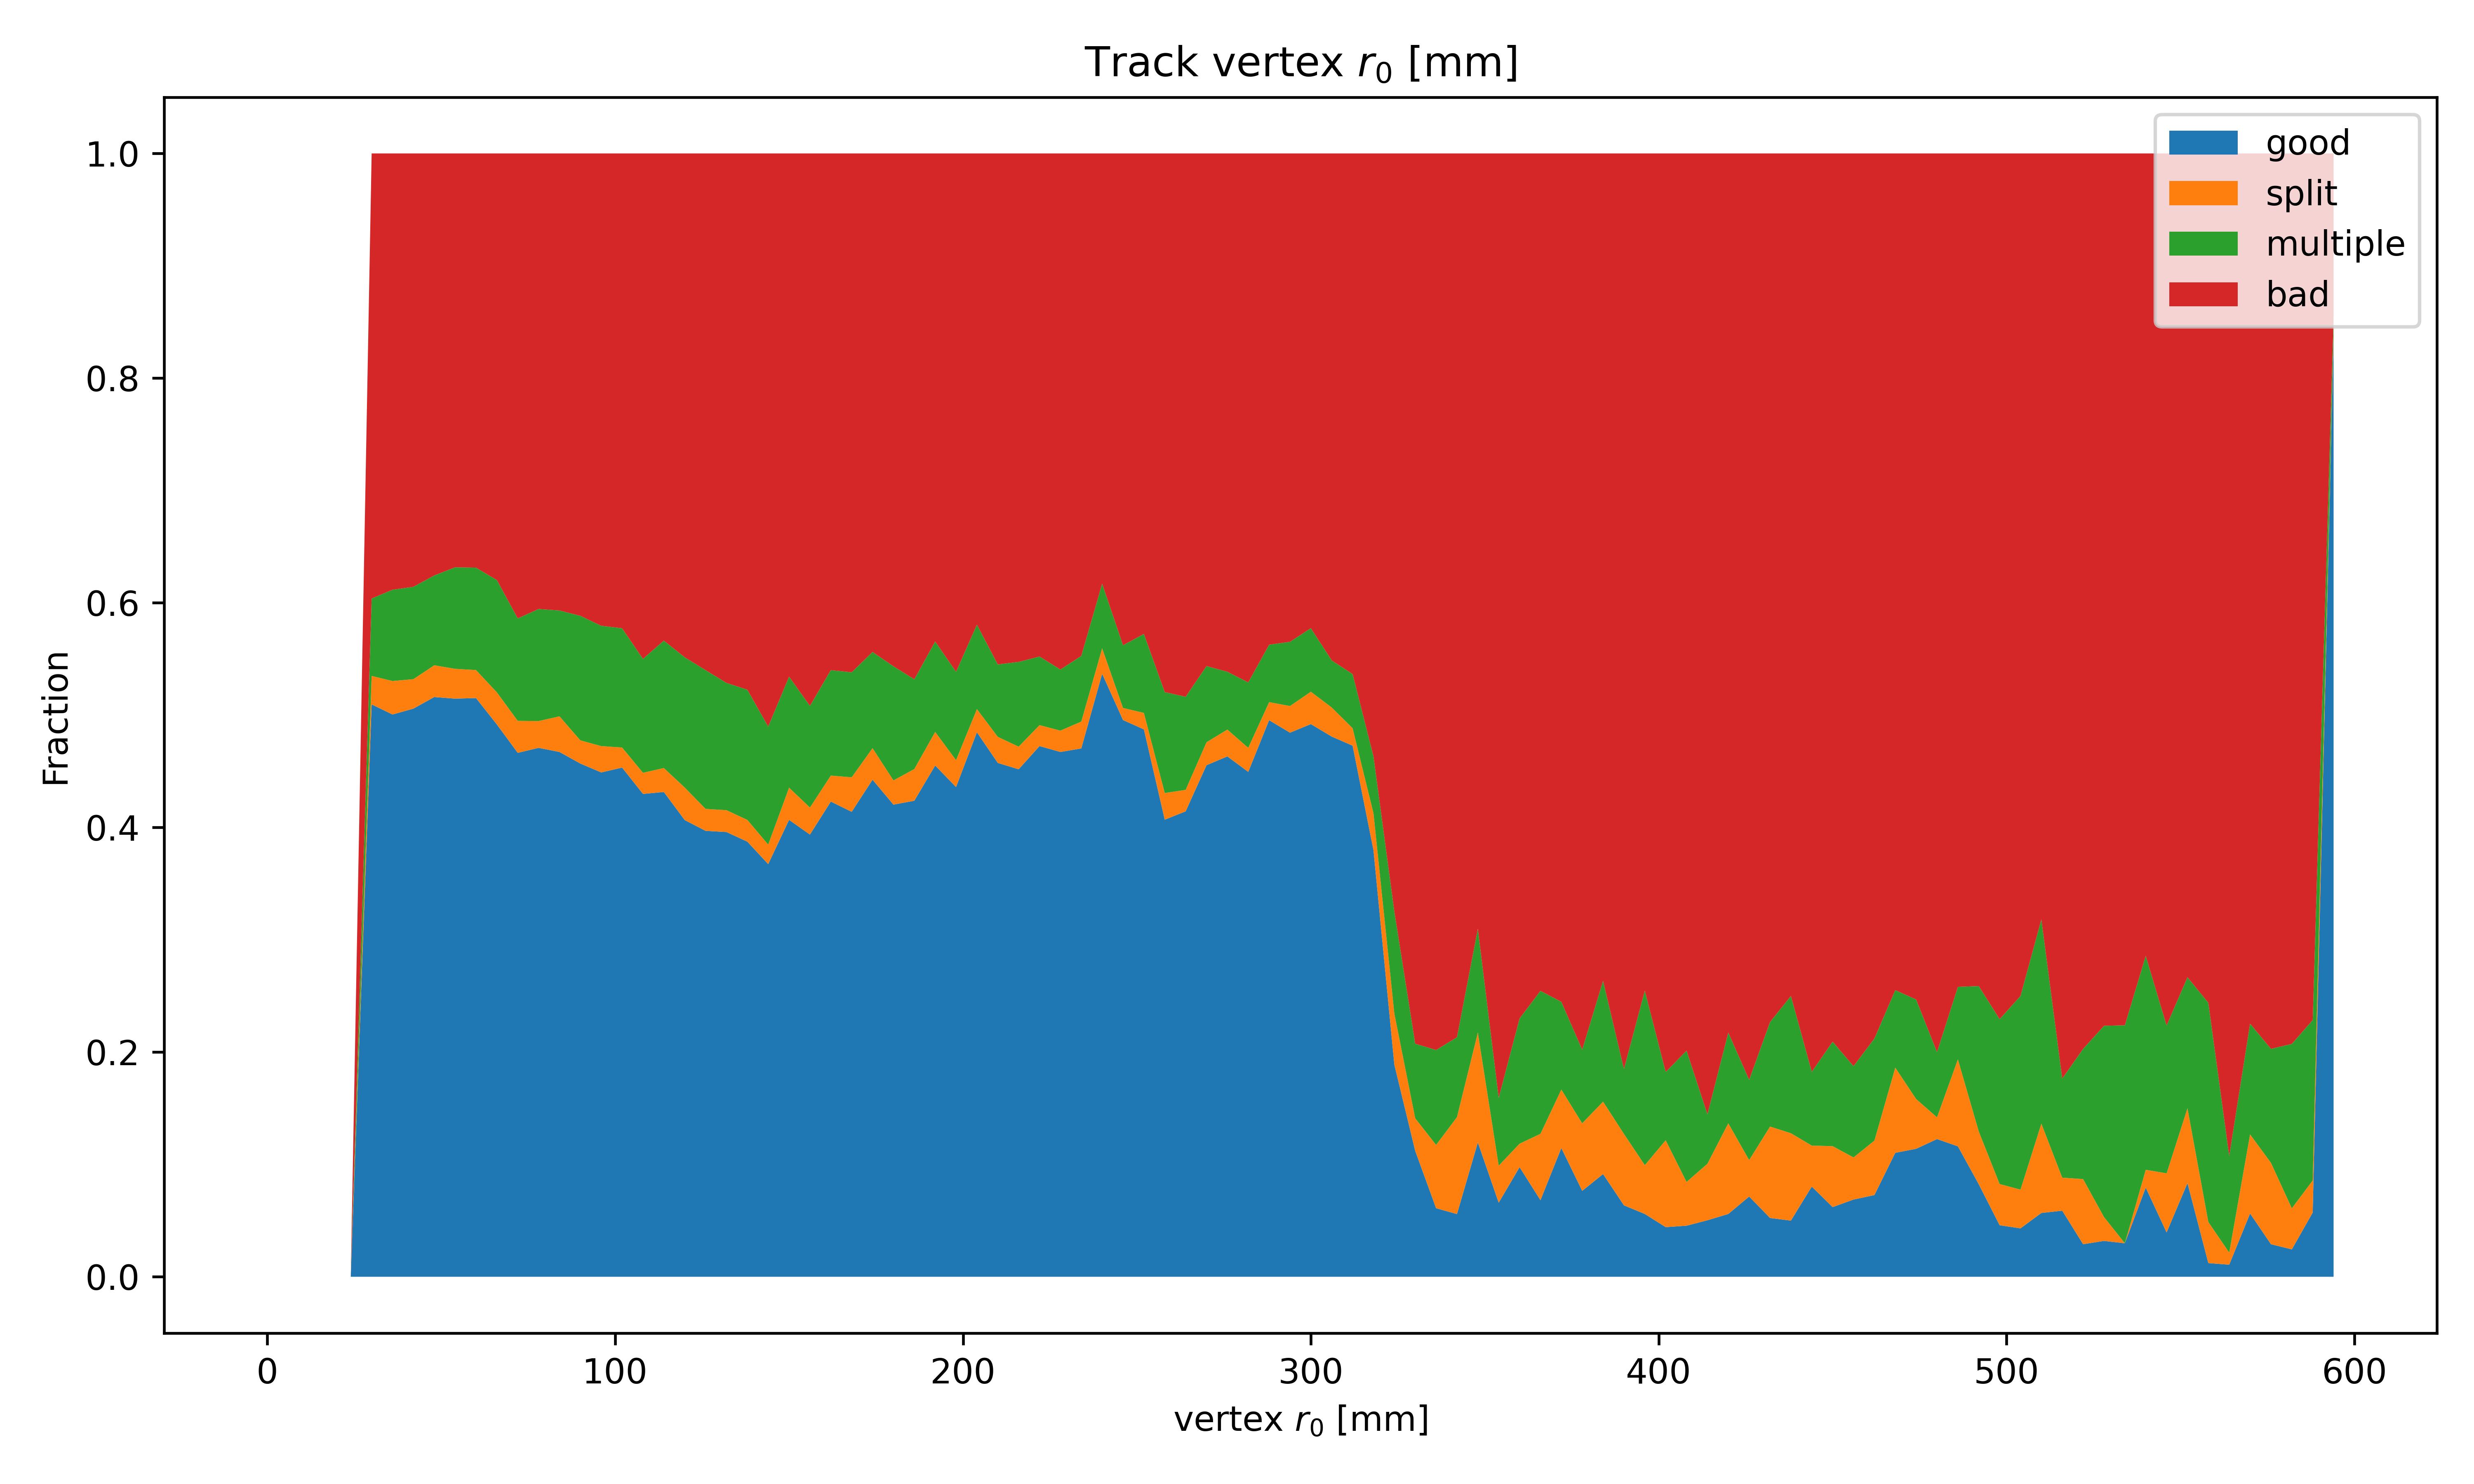 Track vertex r₀ [mm]
good
split
multiple
bad
1.0
0.8
0.6
0.4
0.2
0.0
Fraction
0 100 200 300 400 500 600
vertex r₀ [mm]